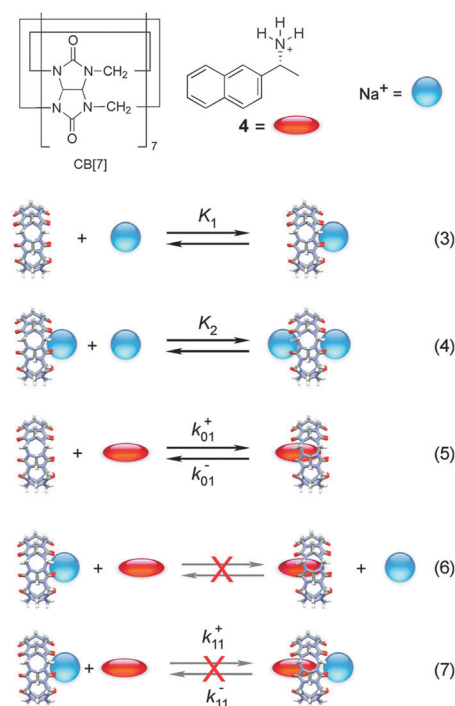 O
N N CH₂
N N CH₂
O
7
CB[7]
H
H N H
+
4 =
Na⁺ =
+ K₁ (3)
+ K₂ (4)
+ k₀₁⁺ (5)
k₀₁⁻
+ X + (6)
+ k₁₁⁺ X (7)
k₁₁⁻